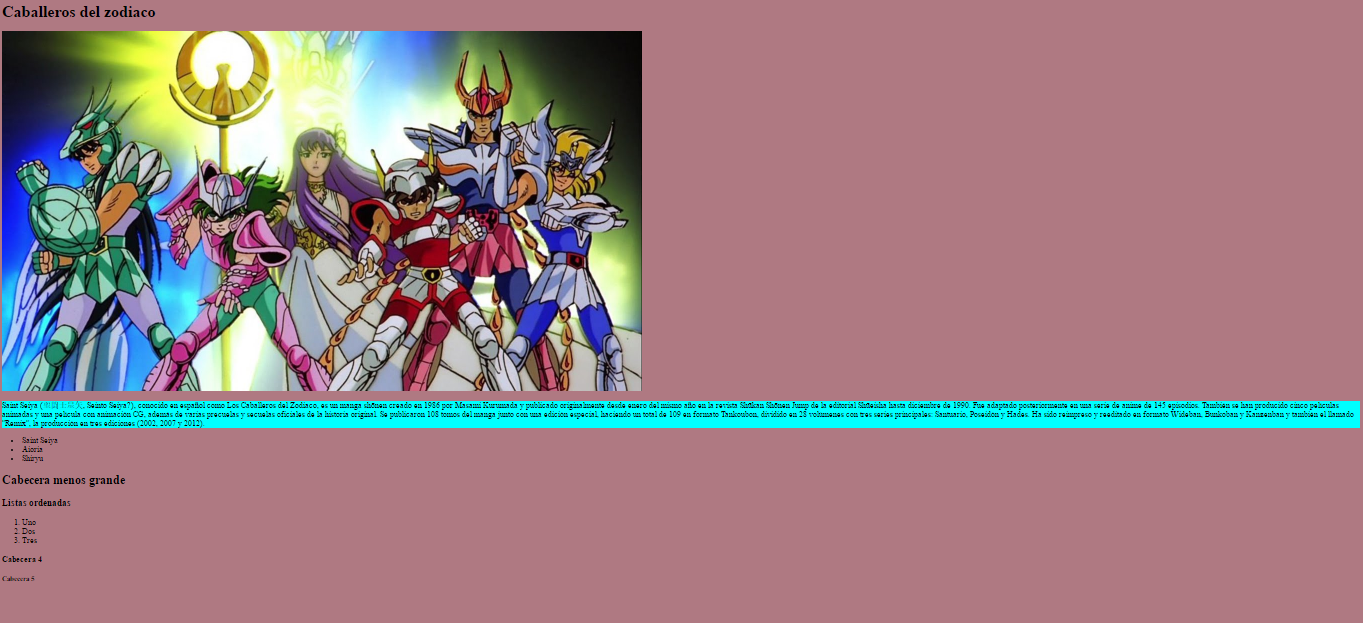 Caballeros del zodiaco
Saint Seiya ( Seinto Seiya?), conocido en español como Los Caballeros del Zodiaco, es un manga shōnen creado en 1986 por Masami Kurumada y publicado originalmente desde enero del mismo año en la revista Shūkan Shōnen Jump de la editorial Shūeisha hasta diciembre de 1990. Fue adaptado posteriormente en una serie de anime de 145 episodios. También se han producido cinco películas
animadas y una película con animación CG, además de varias precuelas y secuelas oficiales de la historia original. Se publicaron 108 tomos del manga junto con una edición especial, haciendo un total de 109 en formato Tankōbon, dividido en 28 volúmenes con tres series principales: Santuario, Poseidón y Hades. Ha sido reimpreso y reeditado en formato Wideban, Bunkoban y Kanzenban y también el llamado
"Remix", la producción en tres ediciones (2002, 2007 y 2012).
Saint Seiya
Aioria
Shiryu
Cabecera menos grande
Listas ordenadas
1. Uno
2. Dos
3. Tres
Cabecera 4
Cabecera 5